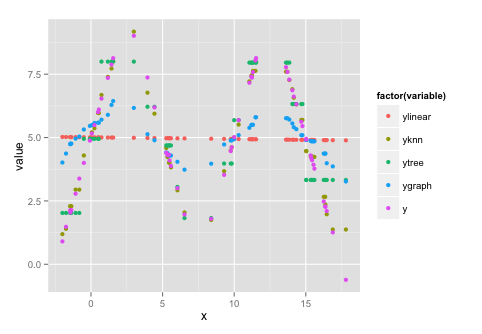 7.5
5.0
2.5
0.0
value
0
5
10
15
x
factor(variable)
ylinear
yknn
ytree
ygraph
y